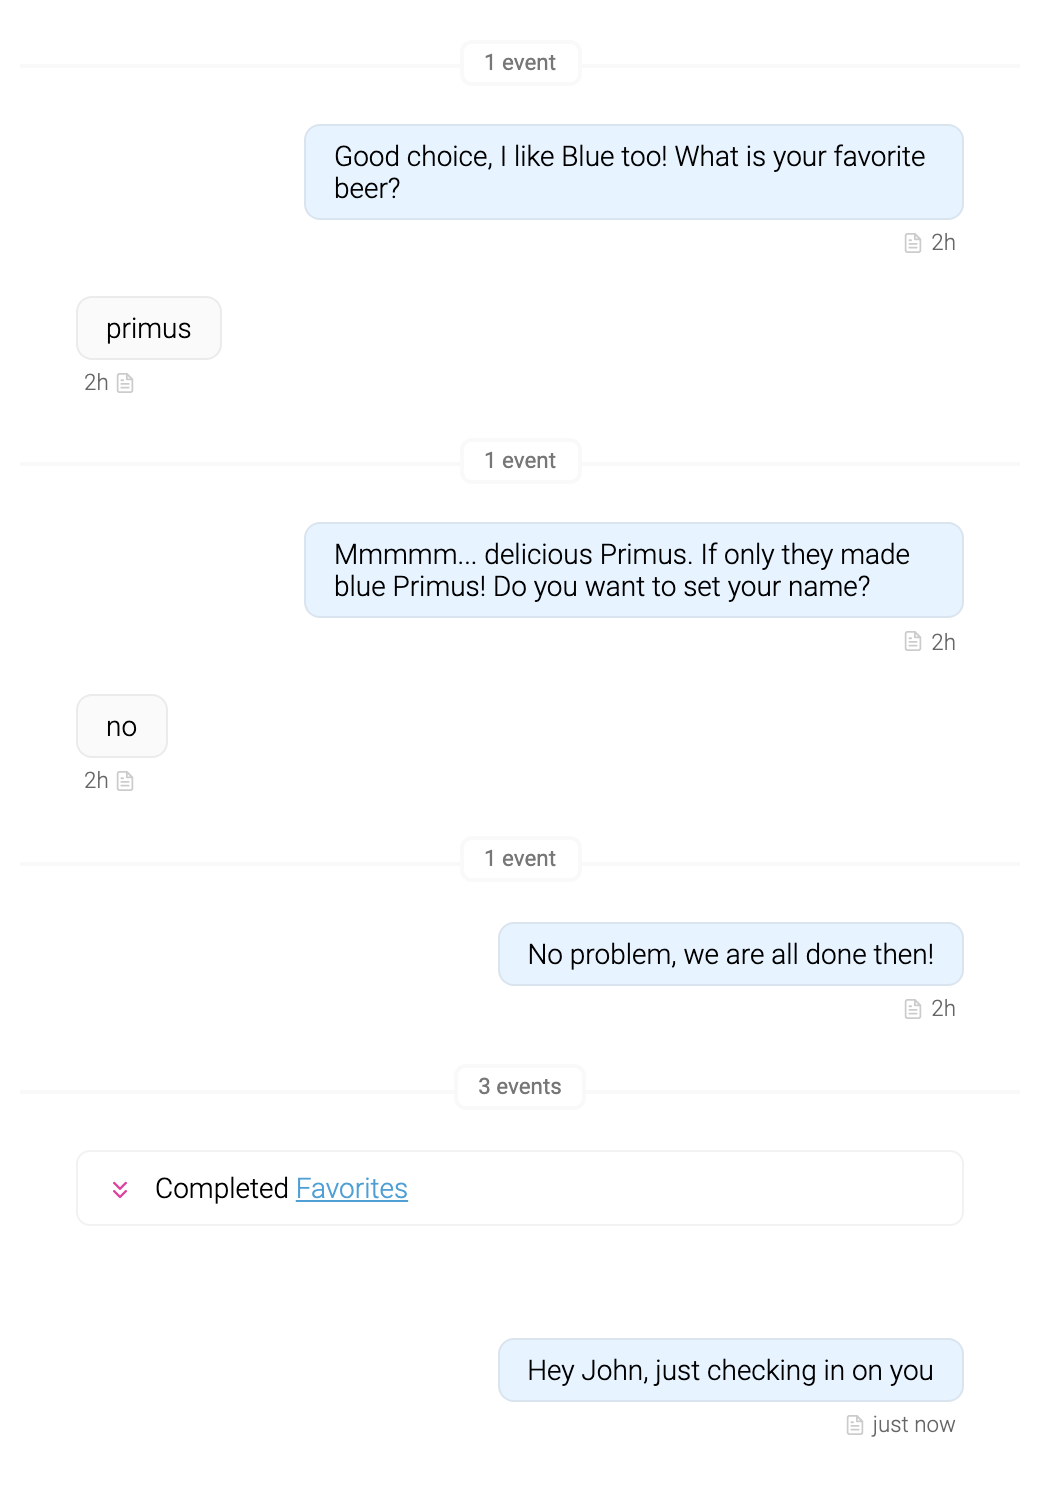 1 event
Good choice, I like Blue too! What is your favorite
beer?
2h
primus
2h
1 event
Mmmmm... delicious Primus. If only they made
blue Primus! Do you want to set your name?
2h
no
2h
1 event
No problem, we are all done then!
2h
3 events
Completed Favorites
Hey John, just checking in on you
just now